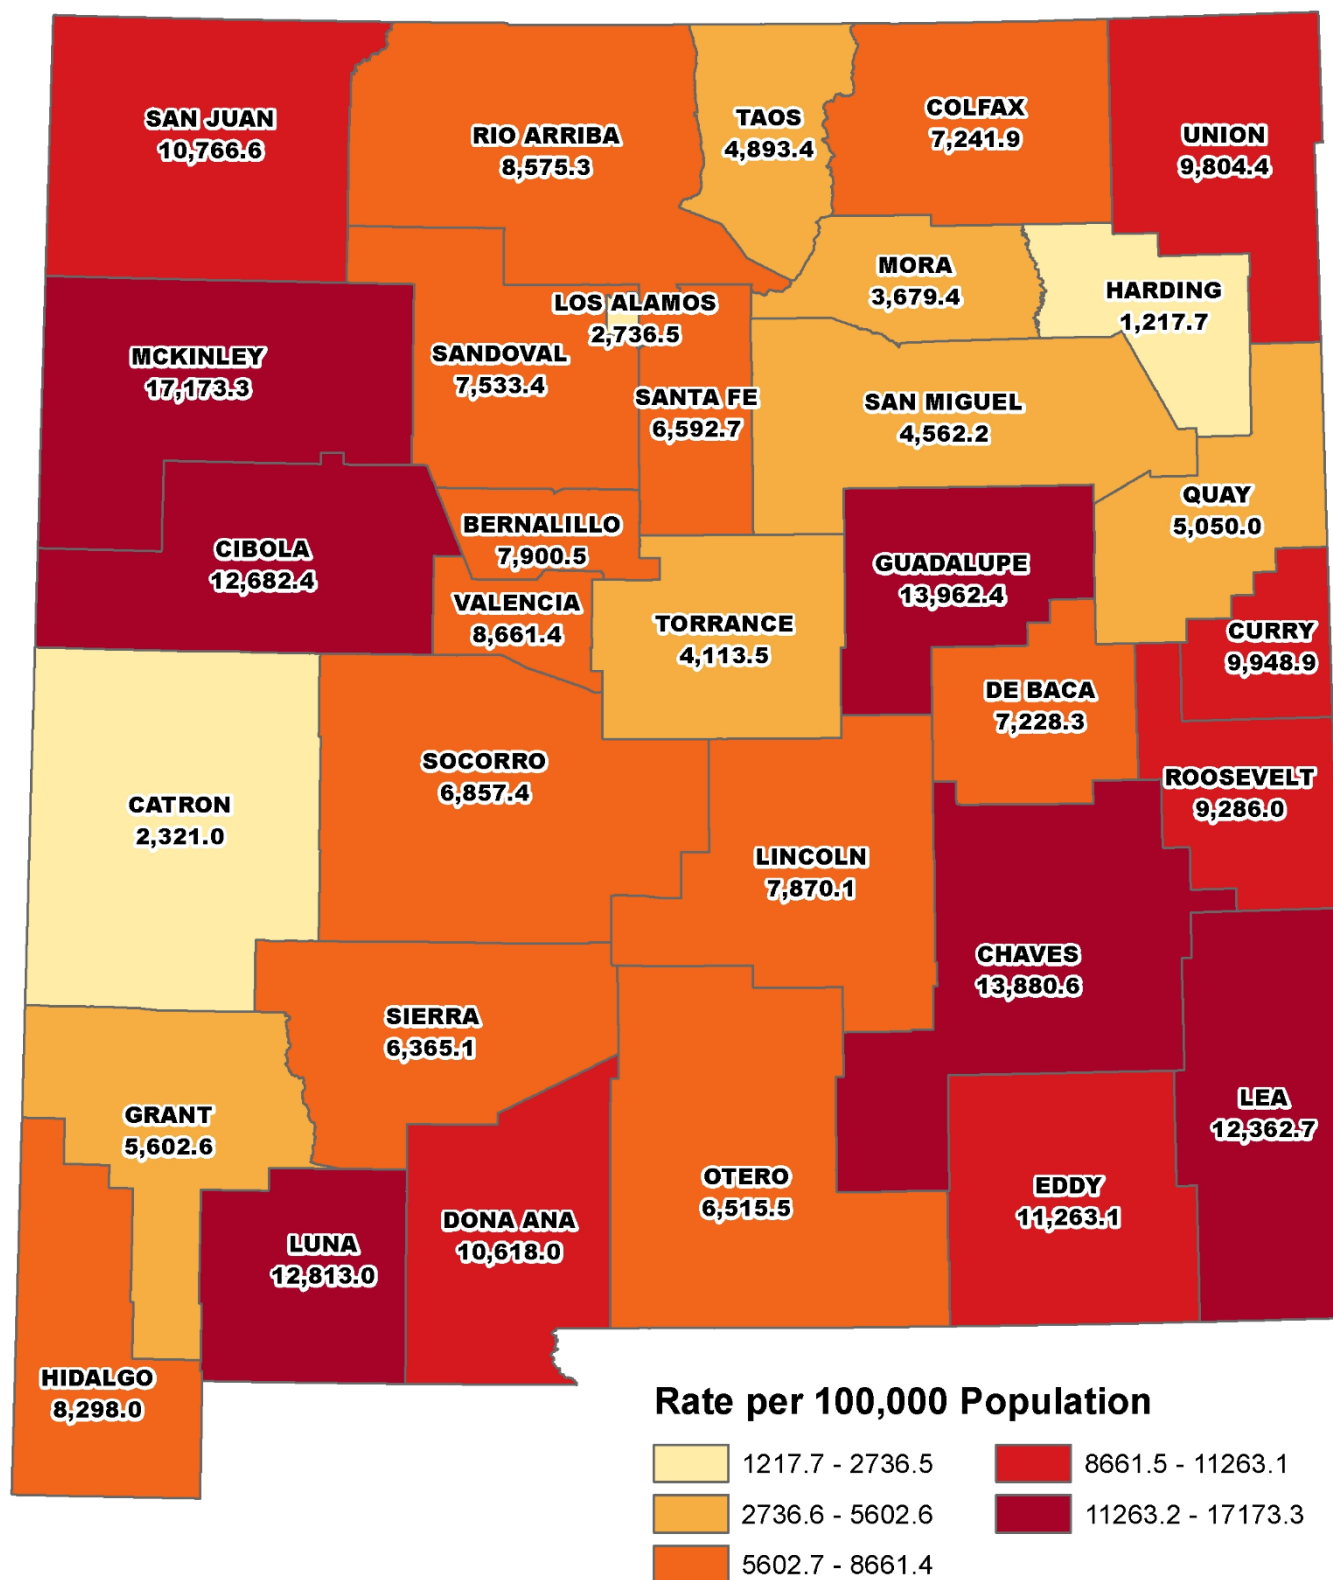 SAN JUAN
10,766.6
RIO ARRIBA
8,575.3
TAOS
4,893.4
COLFAX
7,241.9
UNION
9,804.4
MORA
3,679.4
HARDING
1,217.7
LOS ALAMOS
2,736.5
MCKINLEY
17,173.3
SANDOVAL
7,533.4
SANTA FE
6,592.7
SAN MIGUEL
4,562.2
QUAY
5,050.0
BERNALILLO
7,900.5
CIBOLA
12,682.4
GUADALUPE
13,962.4
VALENCIA
8,661.4
TORRANCE
4,113.5
CURRY
9,948.9
DE BACA
7,228.3
SOCORRO
6,857.4
ROOSEVELT
9,286.0
CATRON
2,321.0
LINCOLN
7,870.1
CHAVES
13,880.6
SIERRA
6,365.1
LEA
12,362.7
GRANT
5,602.6
OTERO
6,515.5
EDDY
11,263.1
DONA ANA
10,618.0
LUNA
12,813.0
HIDALGO
8,298.0
Rate per 100,000 Population
1217.7 - 2736.5
2736.6 - 5602.6
5602.7 - 8661.4
8661.5 - 11263.1
11263.2 - 17173.3